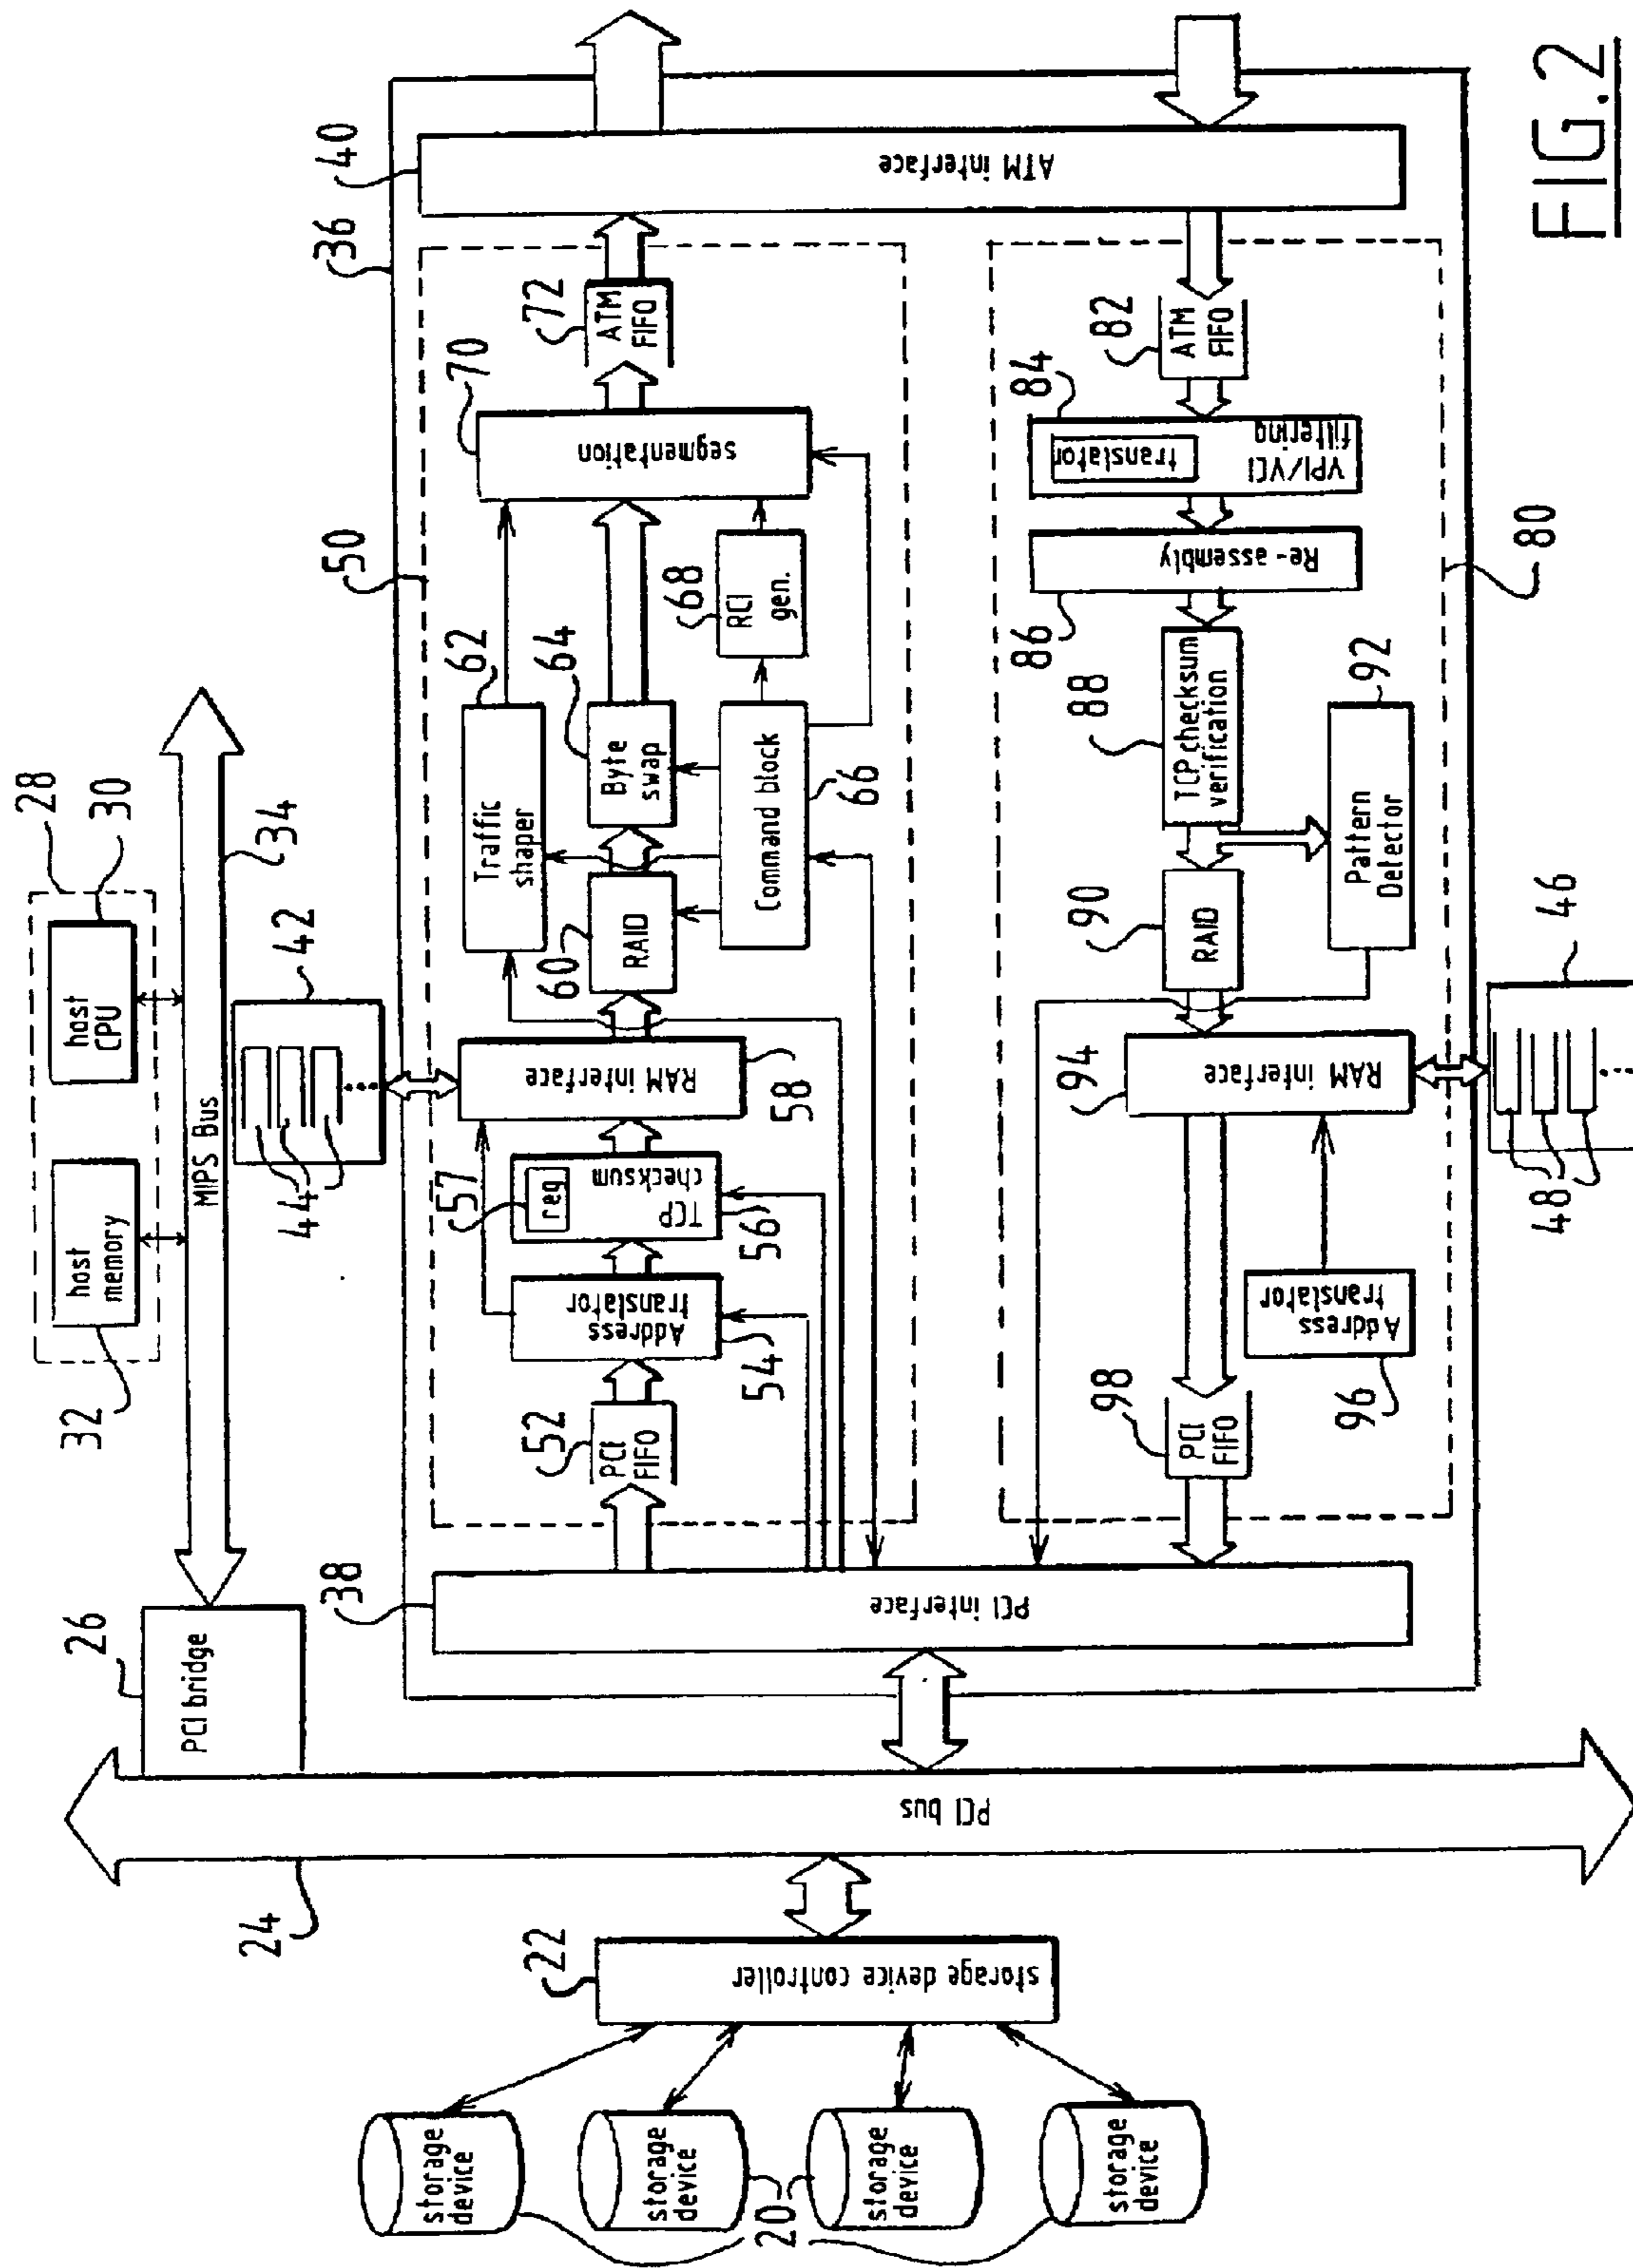 28
30
host
CPU
host
memory
32
MIPS Bus
34
26
PCI bridge
42
44
36
40
ATM interface
50
72
ATM
FIFO
70
segmentation
62
Traffic
shaper
64
Byte
swap
68
RCI
gen.
66
Command block
60
RAID
58
RAM interface
57
reg
TCP
checksum
56
Address
translator
54
52
PCI
FIFO
38
PCI interface
24
PCI bus
22
storage device controller
storage
device
storage
device
storage
device
storage
device
20
82
ATM
FIFO
84
translator
VPI/VCI
filtering
80
Re-assembly
86
88
TCP checksum
verification
92
Pattern
Detector
90
RAID
94
RAM interface
46
48
96
Address
translator
98
PCI
FIFO
FIG.2